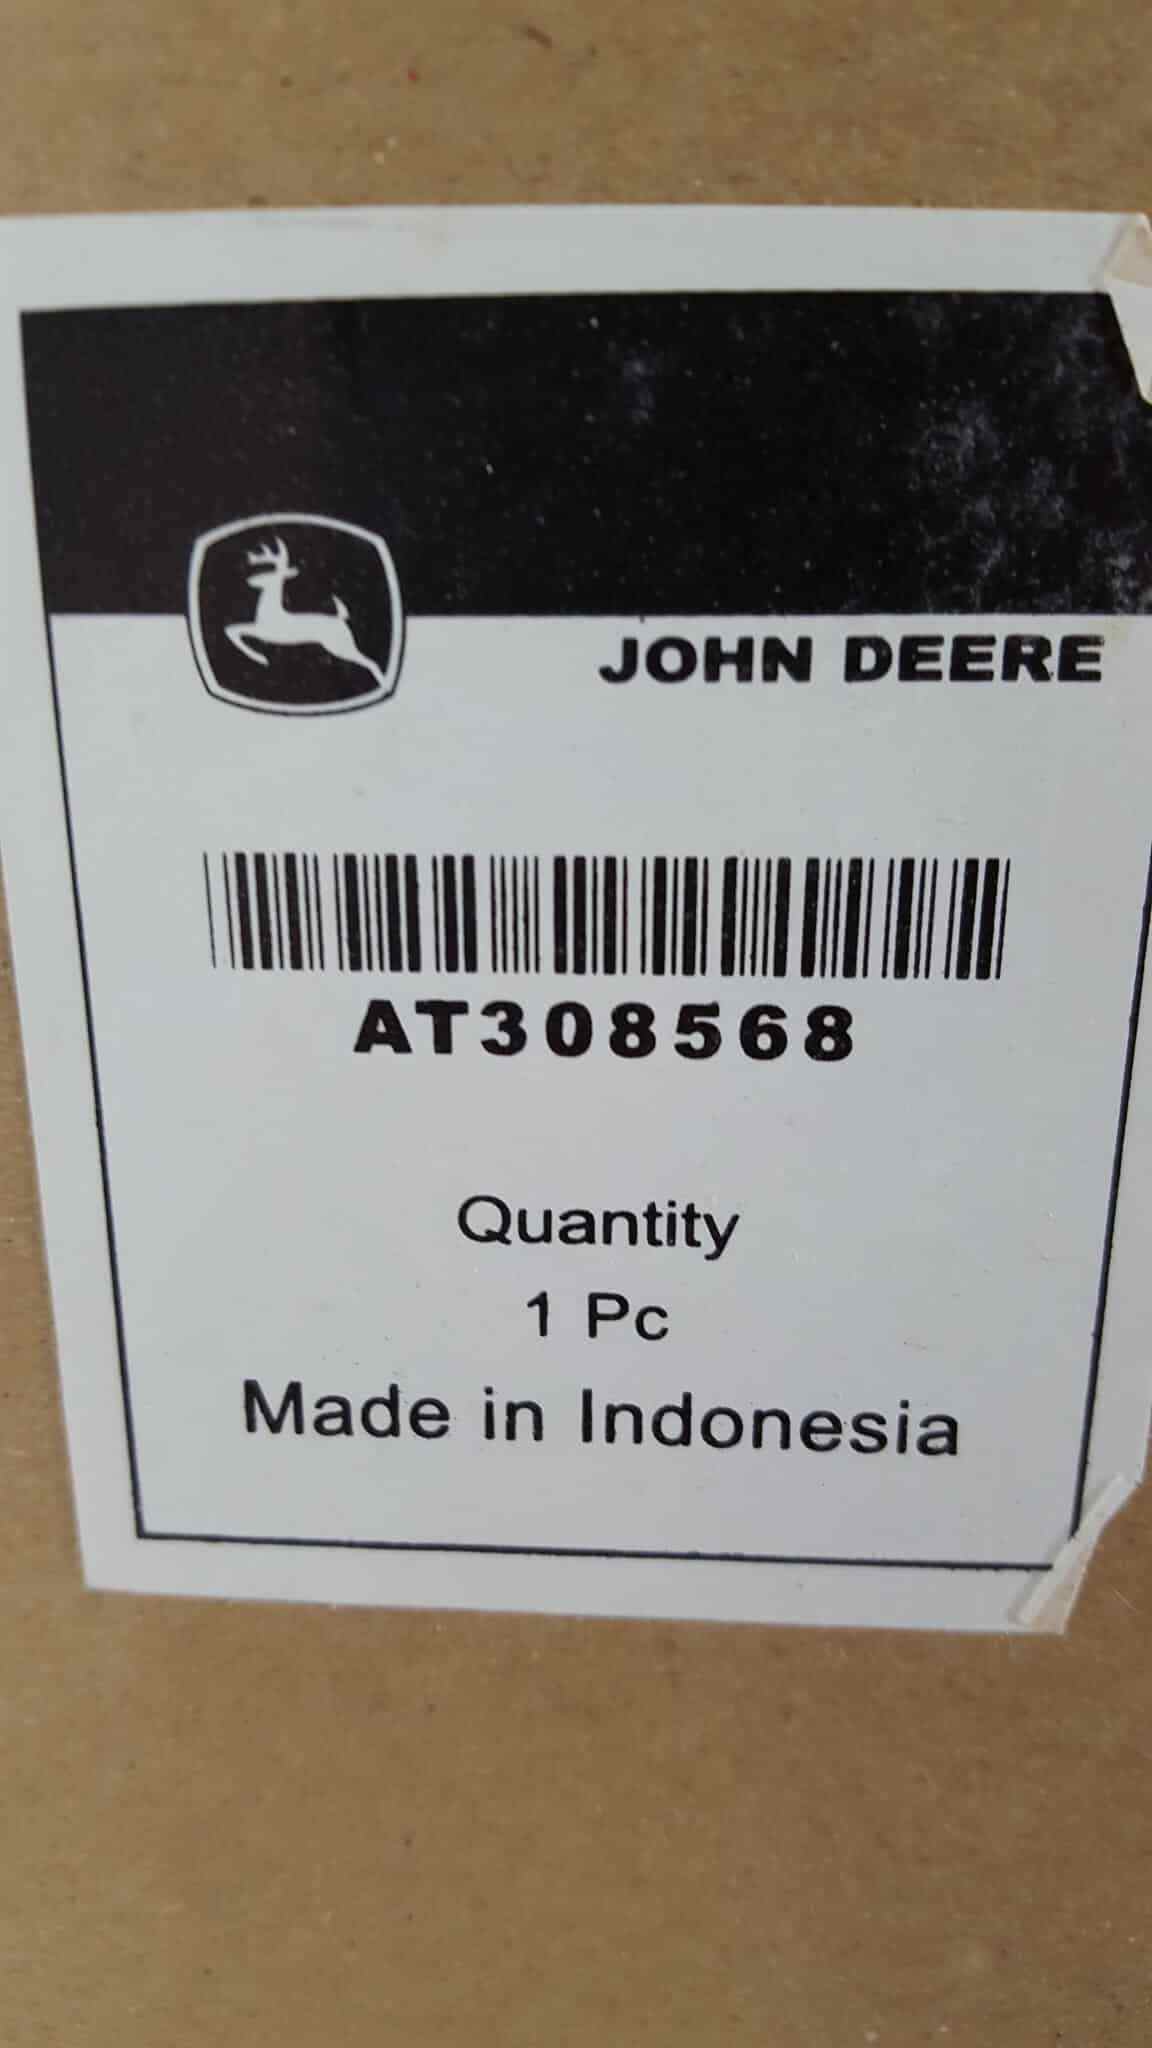 JOHN DEERE
AT308568
Quantity
1 Pc
Made in Indonesia